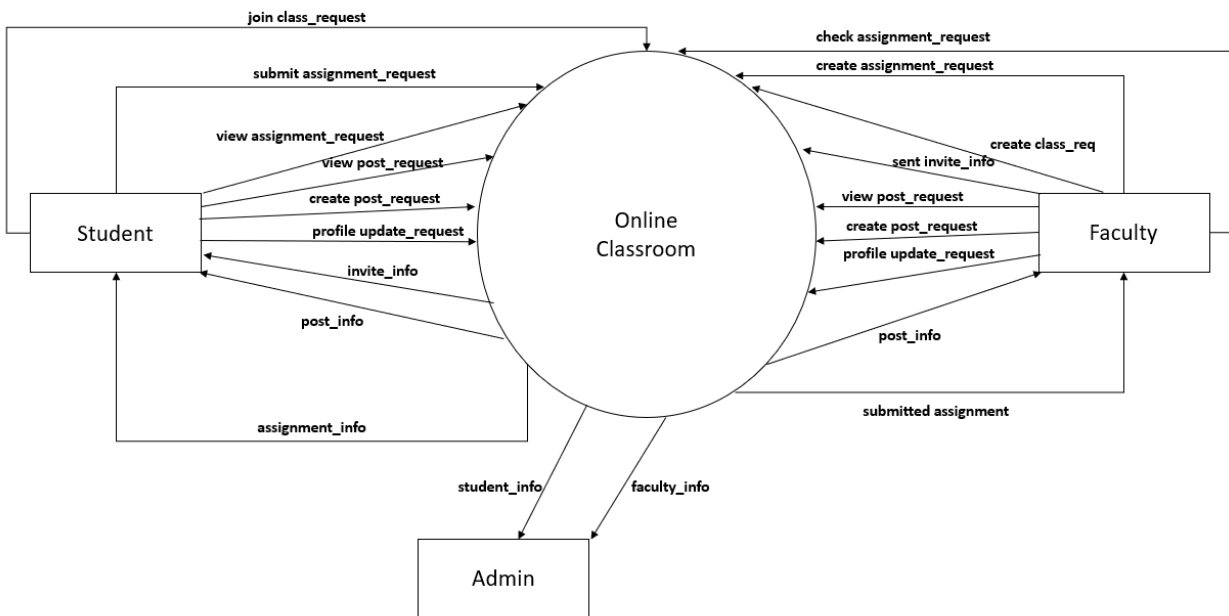 join class_request
check assignment_request
submit assignment_request
create assignment_request
view assignment_request
create class_req
view post_request
sent invite_info
create post_request
view post_request
Student
profile update_request
Online
Classroom
create post_request
Faculty
invite_info
profile update_request
post_info
post_info
assignment_info
submitted assignment
student_info
faculty_info
Admin